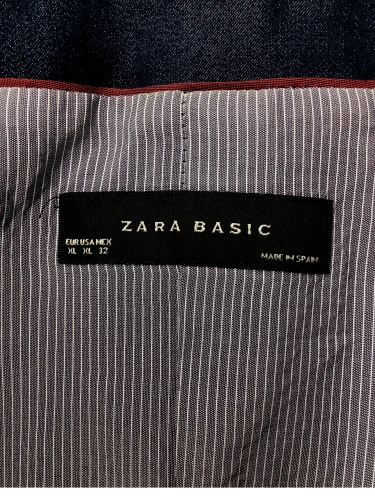 ZARA BASIC
EUR USA MEX
XL XL 32
MADE IN SPAIN